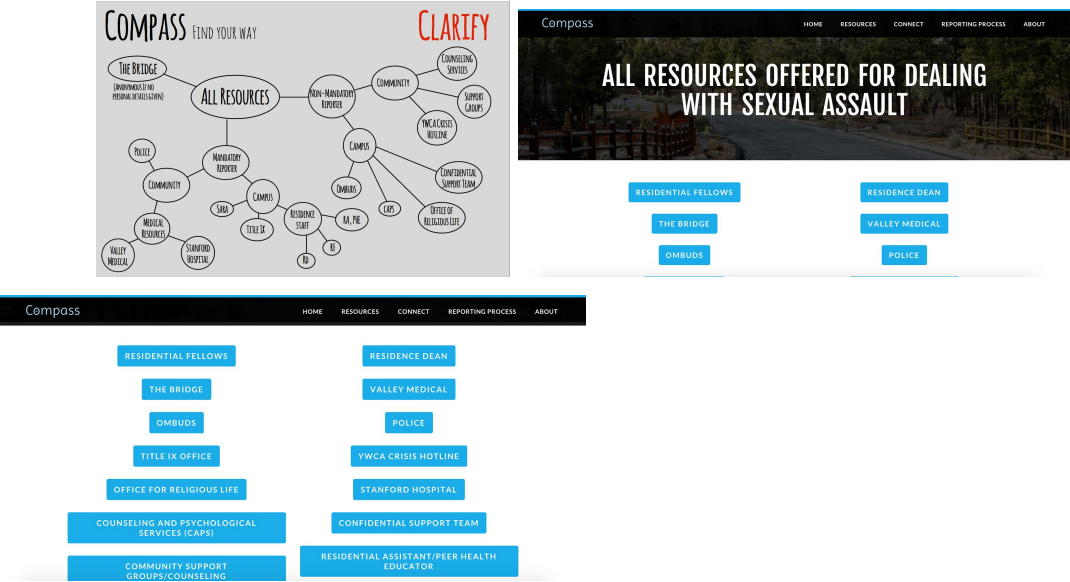 COMPASS FIND YOUR WAY
CLARIFY
THE BRIDGE
(ANONYMOUS IF NO
PERSONAL DETAILS GIVEN)
ALL RESOURCES
NON-MANDATORY
REPORTER
COMMUNITY
COUNSELING
SERVICES
SUPPORT
GROUPS
YWCA CRISIS
HOTLINE
CAMPUS
CONFIDENTIAL
SUPPORT TEAM
OMBUDS
CAPS
OFFICE OF
RELIGIOUS LIFE
POLICE
MANDATORY
REPORTER
COMMUNITY
CAMPUS
SARA
TITLE IX
RESIDENCE
STAFF
RA, PHE
RF
RD
MEDICAL
RESOURCES
VALLEY
MEDICAL
STANFORD
HOSPITAL
Compass
HOME RESOURCES CONNECT REPORTING PROCESS ABOUT
ALL RESOURCES OFFERED FOR DEALING
WITH SEXUAL ASSAULT
RESIDENTIAL FELLOWS RESIDENCE DEAN
THE BRIDGE VALLEY MEDICAL
OMBUDS POLICE
Compass
HOME RESOURCES CONNECT REPORTING PROCESS ABOUT
RESIDENTIAL FELLOWS RESIDENCE DEAN
THE BRIDGE VALLEY MEDICAL
OMBUDS POLICE
TITLE IX OFFICE YWCA CRISIS HOTLINE
OFFICE FOR RELIGIOUS LIFE STANFORD HOSPITAL
COUNSELING AND PSYCHOLOGICAL
SERVICES (CAPS)
CONFIDENTIAL SUPPORT TEAM
COMMUNITY SUPPORT
GROUPS/COUNSELING
RESIDENTIAL ASSISTANT/PEER HEALTH
EDUCATOR